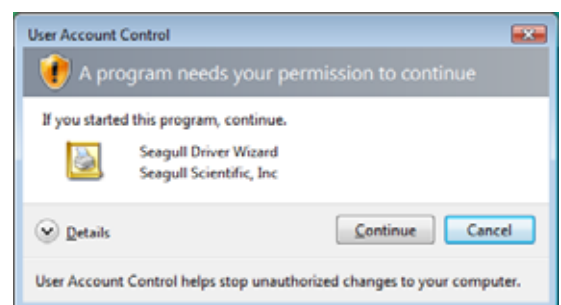 User Account Control
A program needs your permission to continue
If you started this program, continue.
Seagull Driver Wizard
Seagull Scientific, Inc
Details
Continue
Cancel
User Account Control helps stop unauthorized changes to your computer.